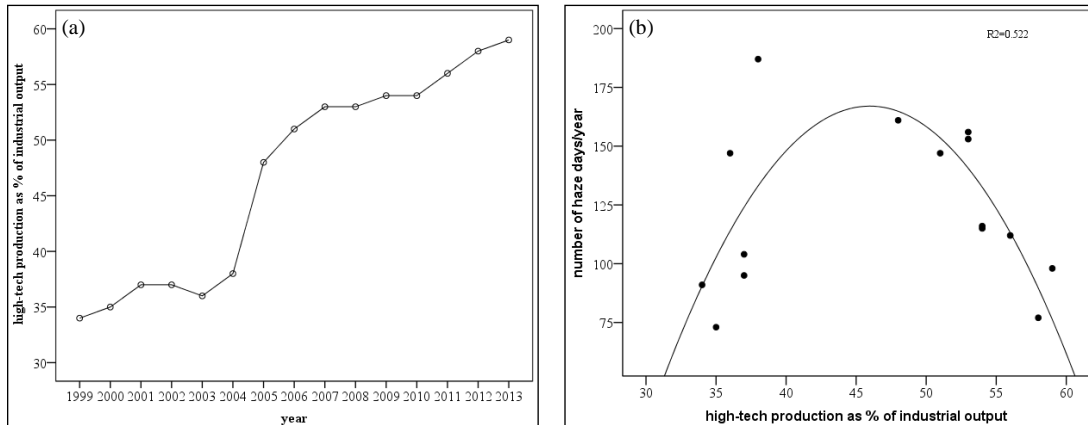 (a)
high-tech production as % of industrial output
60
55
50
45
40
35
30
1999 2000 2001 2002 2003 2004 2005 2006 2007 2008 2009 2010 2011 2012 2013
year
(b)
R2=0.522
number of haze days/year
200
175
150
125
100
75
30 35 40 45 50 55 60
high-tech production as % of industrial output